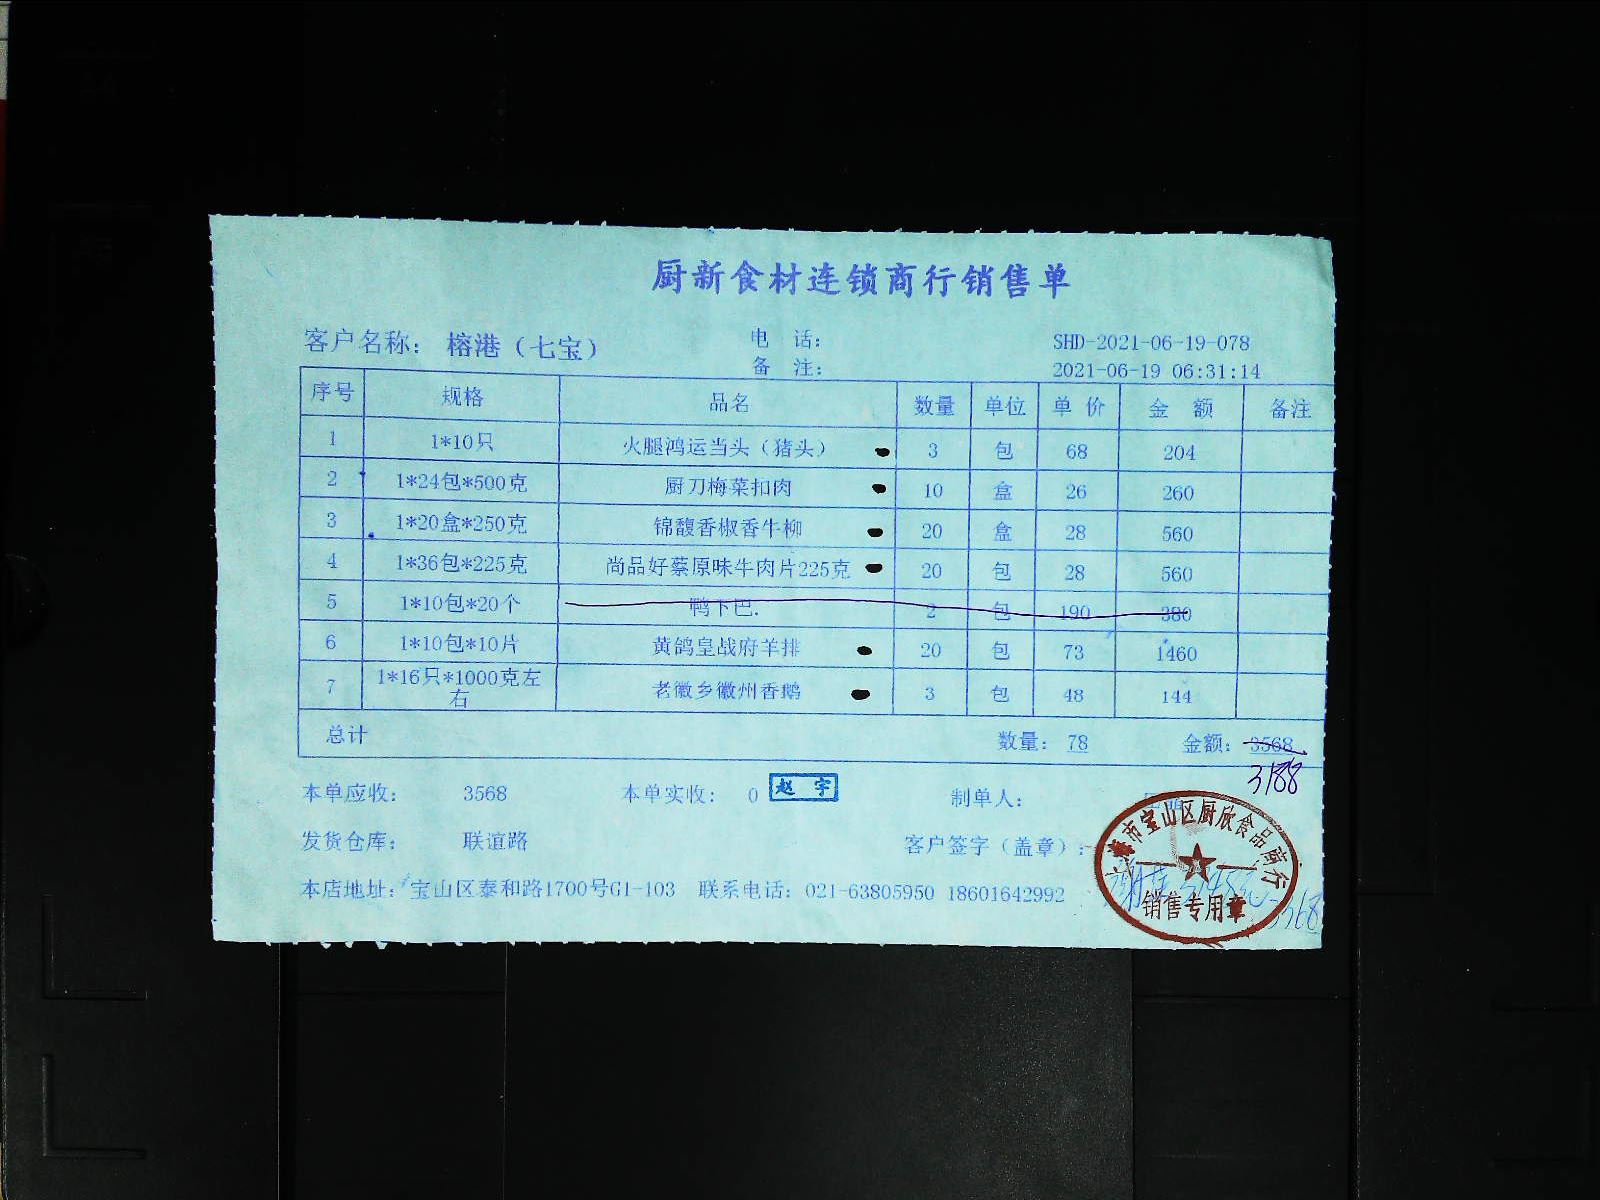 厨新食材连锁商行销售单
客户名称： 榕港（七宝） 电 话： SHD-2021-06-19-078
备 注： 2021-06-19 06:31:14
序号 规格 品名 数量 单位 单 价 金 额 备注
1 1*10只 火腿鸿运当头（猪头） 3 包 68 204
2 1*24包*500克 厨刀梅菜扣肉 10 盒 26 260
3 1*20盒*250克 锦馥香椒香牛柳 20 盒 28 560
4 1*36包*225克 尚品好蔡原味牛肉片225克 20 包 28 560
5 1*10包*20个 鸭下巴. 2 包 190 380
6 1*10包*10片 黄鸽皇战府羊排 20 包 73 1460
7 1*16只*1000克左右 老徽乡徽州香鹅 3 包 48 144
总计 数量： 78 金额： 3568
3188
本单应收： 3568 本单实收： 0 赵宇 制单人：
发货仓库： 联谊路 客户签字（盖章）：
本店地址： 宝山区泰和路1700号G1-103 联系电话：021-63805950 18601642992
上海市宝山区厨欣食品商行
销售专用章